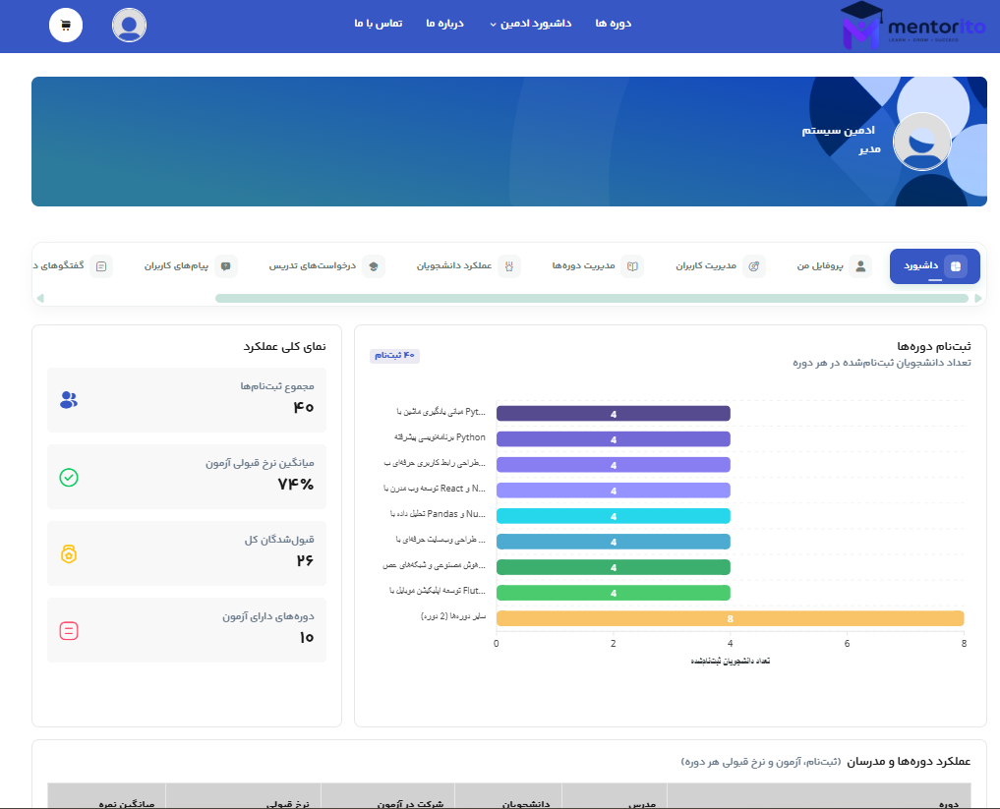 mentorito
LEARN • GROW • SUCCESS
دوره ها
داشبورد ادمین
درباره ما
تماس با ما
ادمین سیستم
مدیر
داشبورد
پروفایل من
مدیریت کاربران
مدیریت دوره‌ها
عملکرد دانشجویان
درخواست‌های تدریس
پیام‌های کاربران
گفتگوهای د
ثبت‌نام دوره‌ها
۴۰ ثبت‌نام
تعداد دانشجویان ثبت‌نام‌شده در هر دوره
مبانی یادگیری ماشین با Pyt...
4
برنامه‌نویسی پیشرفته Python
4
طراحی رابط کاربری حرفه‌ای ب...
4
توسعه وب مدرن با React و N...
4
تحلیل داده با Pandas و Nu...
4
طراحی وب‌سایت حرفه‌ای با ...
4
هوش مصنوعی و شبکه‌های عص...
4
توسعه اپلیکیشن موبایل با Flut...
4
سایر دوره‌ها (2 دوره)
8
0 2 4 6 8
تعداد دانشجویان ثبت‌نام‌شده
نمای کلی عملکرد
مجموع ثبت‌نام‌ها
۴۰
میانگین نرخ قبولی آزمون
۷۴%
قبول‌شدگان کل
۲۶
دوره‌های دارای آزمون
۱۰
عملکرد دوره‌ها و مدرسان (ثبت‌نام، آزمون و نرخ قبولی هر دوره)
دوره
مدرس
دانشجویان
شرکت در آزمون
نرخ قبولی
میانگین نمره